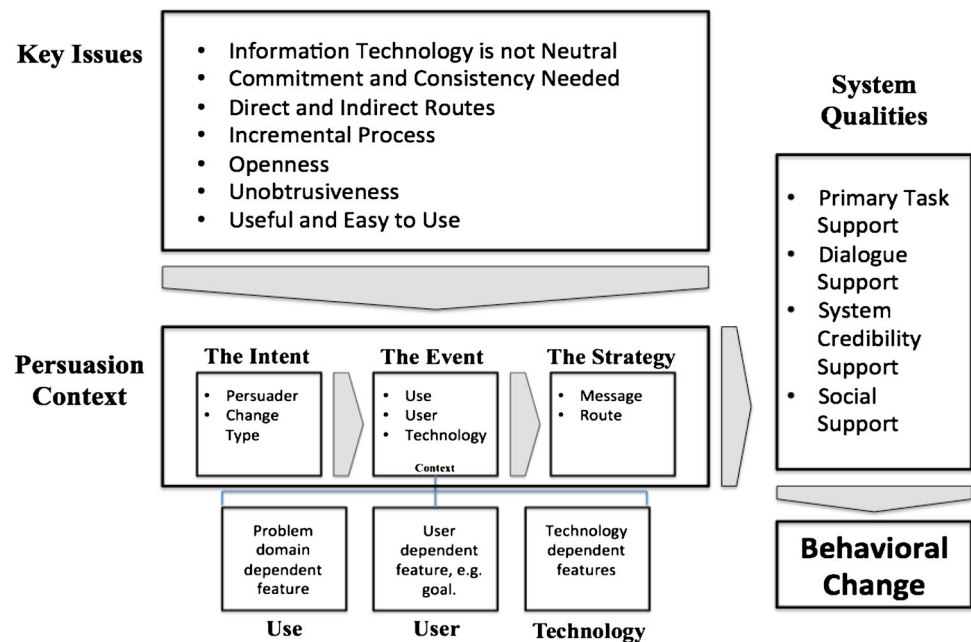 Key Issues
• Information Technology is not Neutral
• Commitment and Consistency Needed
• Direct and Indirect Routes
• Incremental Process
• Openness
• Unobtrusiveness
• Useful and Easy to Use
Persuasion
Context
The Intent
• Persuader
• Change
Type
The Event
• Use
• User
• Technology
Context
The Strategy
• Message
• Route
Problem
domain
dependent
feature
Use
User
dependent
feature, e.g.
goal.
User
Technology
dependent
features
Technology
System
Qualities
• Primary Task
Support
• Dialogue
Support
• System
Credibility
Support
• Social
Support
Behavioral
Change